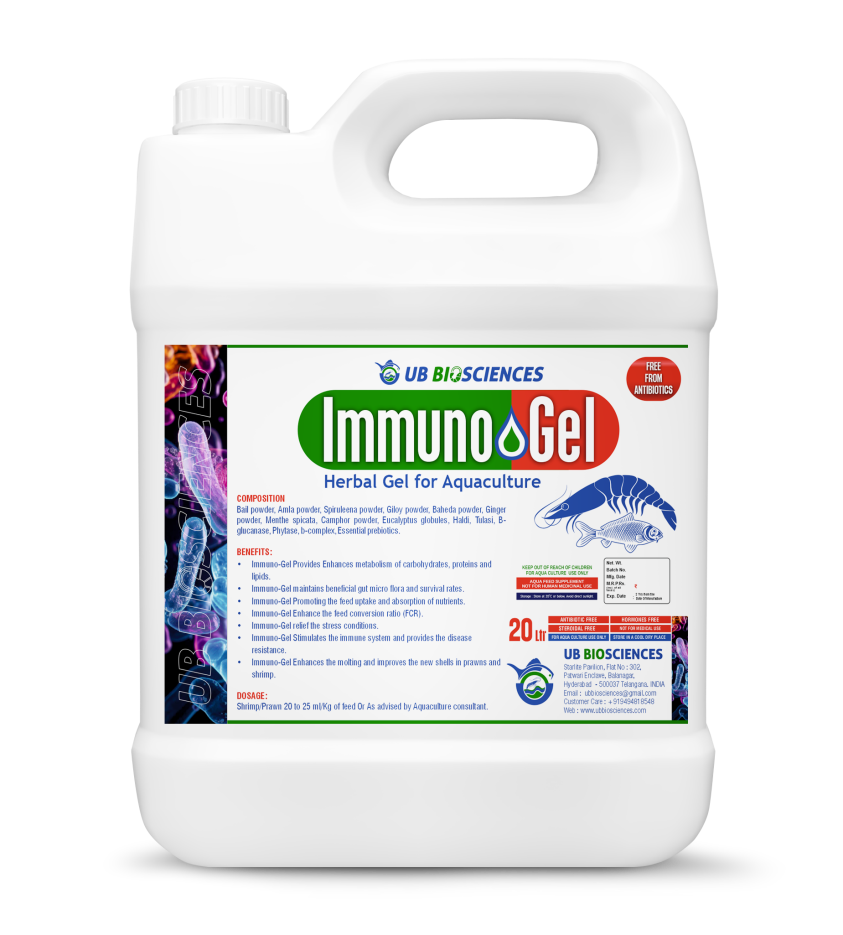 UB BIOSCIENCES
UB BIOSCIENCES
FREE
FROM
ANTIBIOTICS
Immuno Gel
Herbal Gel for Aquaculture
COMPOSITION
Bail powder, Amla powder, Spiruleena powder, Giloy powder, Baheda powder, Ginger
powder, Menthe spicata, Camphor powder, Eucalyptus globules, Haldi, Tulasi, B-
glucanase, Phytase, b-complex, Essential prebiotics.
BENEFITS:
• Immuno-Gel Provides Enhances metabolism of carbohydrates, proteins and
lipids.
• Immuno-Gel maintains beneficial gut micro flora and survival rates.
• Immuno-Gel Promoting the feed uptake and absorption of nutrients.
• Immuno-Gel Enhance the feed conversion ratio (FCR).
• Immuno-Gel relief the stress conditions.
• Immuno-Gel Stimulates the immune system and provides the disease
resistance.
• Immuno-Gel Enhances the molting and improves the new shells in prawns and
shrimp.
DOSAGE:
Shrimp/Prawn 20 to 25 ml/Kg of feed Or As advised by Aquaculture consultant.
KEEP OUT OF REACH OF CHILDREN
FOR AQUA CULTURE USE ONLY
AQUA FEED SUPPLEMENT
NOT FOR HUMAN MEDICINAL USE
Net. Wt.
Batch No.
Mfg. Date
M.R.P.Rs.
Exp. Date :
20 Ltr
ANTIBIOTIC FREE
HORMONES FREE
STEROIDAL FREE
NOT FOR MEDICAL USE
FOR AQUA CULTURE USE ONLY
STORE IN A COOL DRY PLACE
UB BIOSCIENCES
Starlite Pavilion, Flat No : 302,
Patwari Enclave, Balanagar,
Hyderabad - 500037 Telangana. INDIA
Email : ubbiosciences@gmail.com
Customer Care : +919494818548
Web : www.ubbiosciences.com